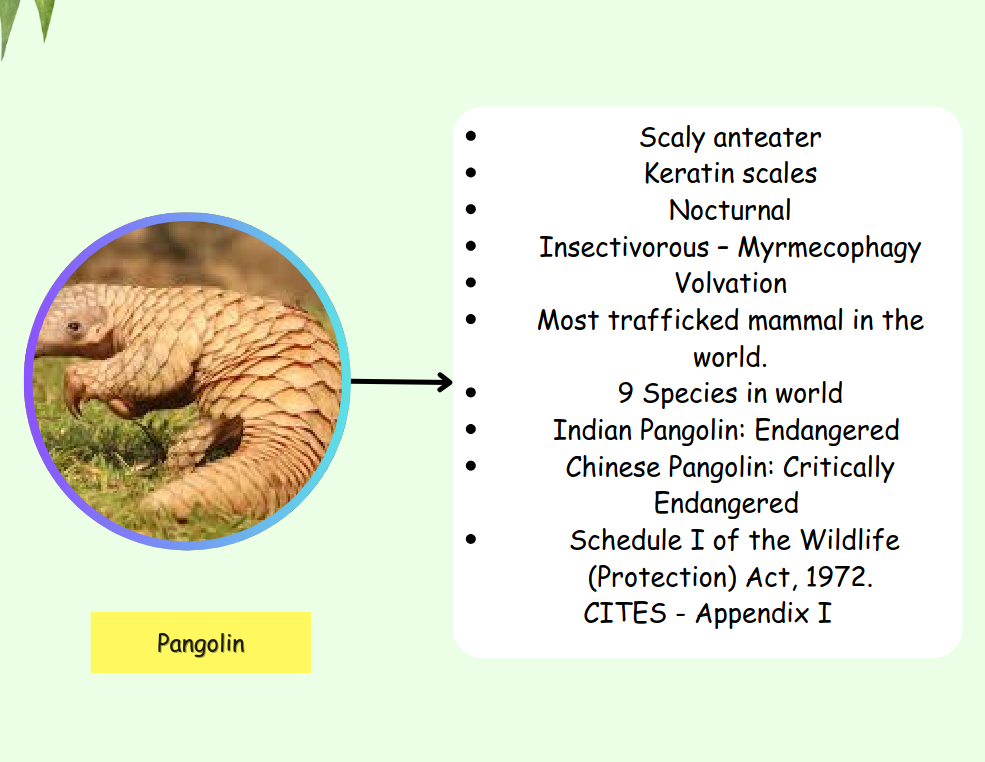 Scaly anteater
Keratin scales
Nocturnal
Insectivorous – Myrmecophagy
Volvation
Most trafficked mammal in the
world.
9 Species in world
Indian Pangolin: Endangered
Chinese Pangolin: Critically
Endangered
Schedule I of the Wildlife
(Protection) Act, 1972.
CITES - Appendix I
Pangolin